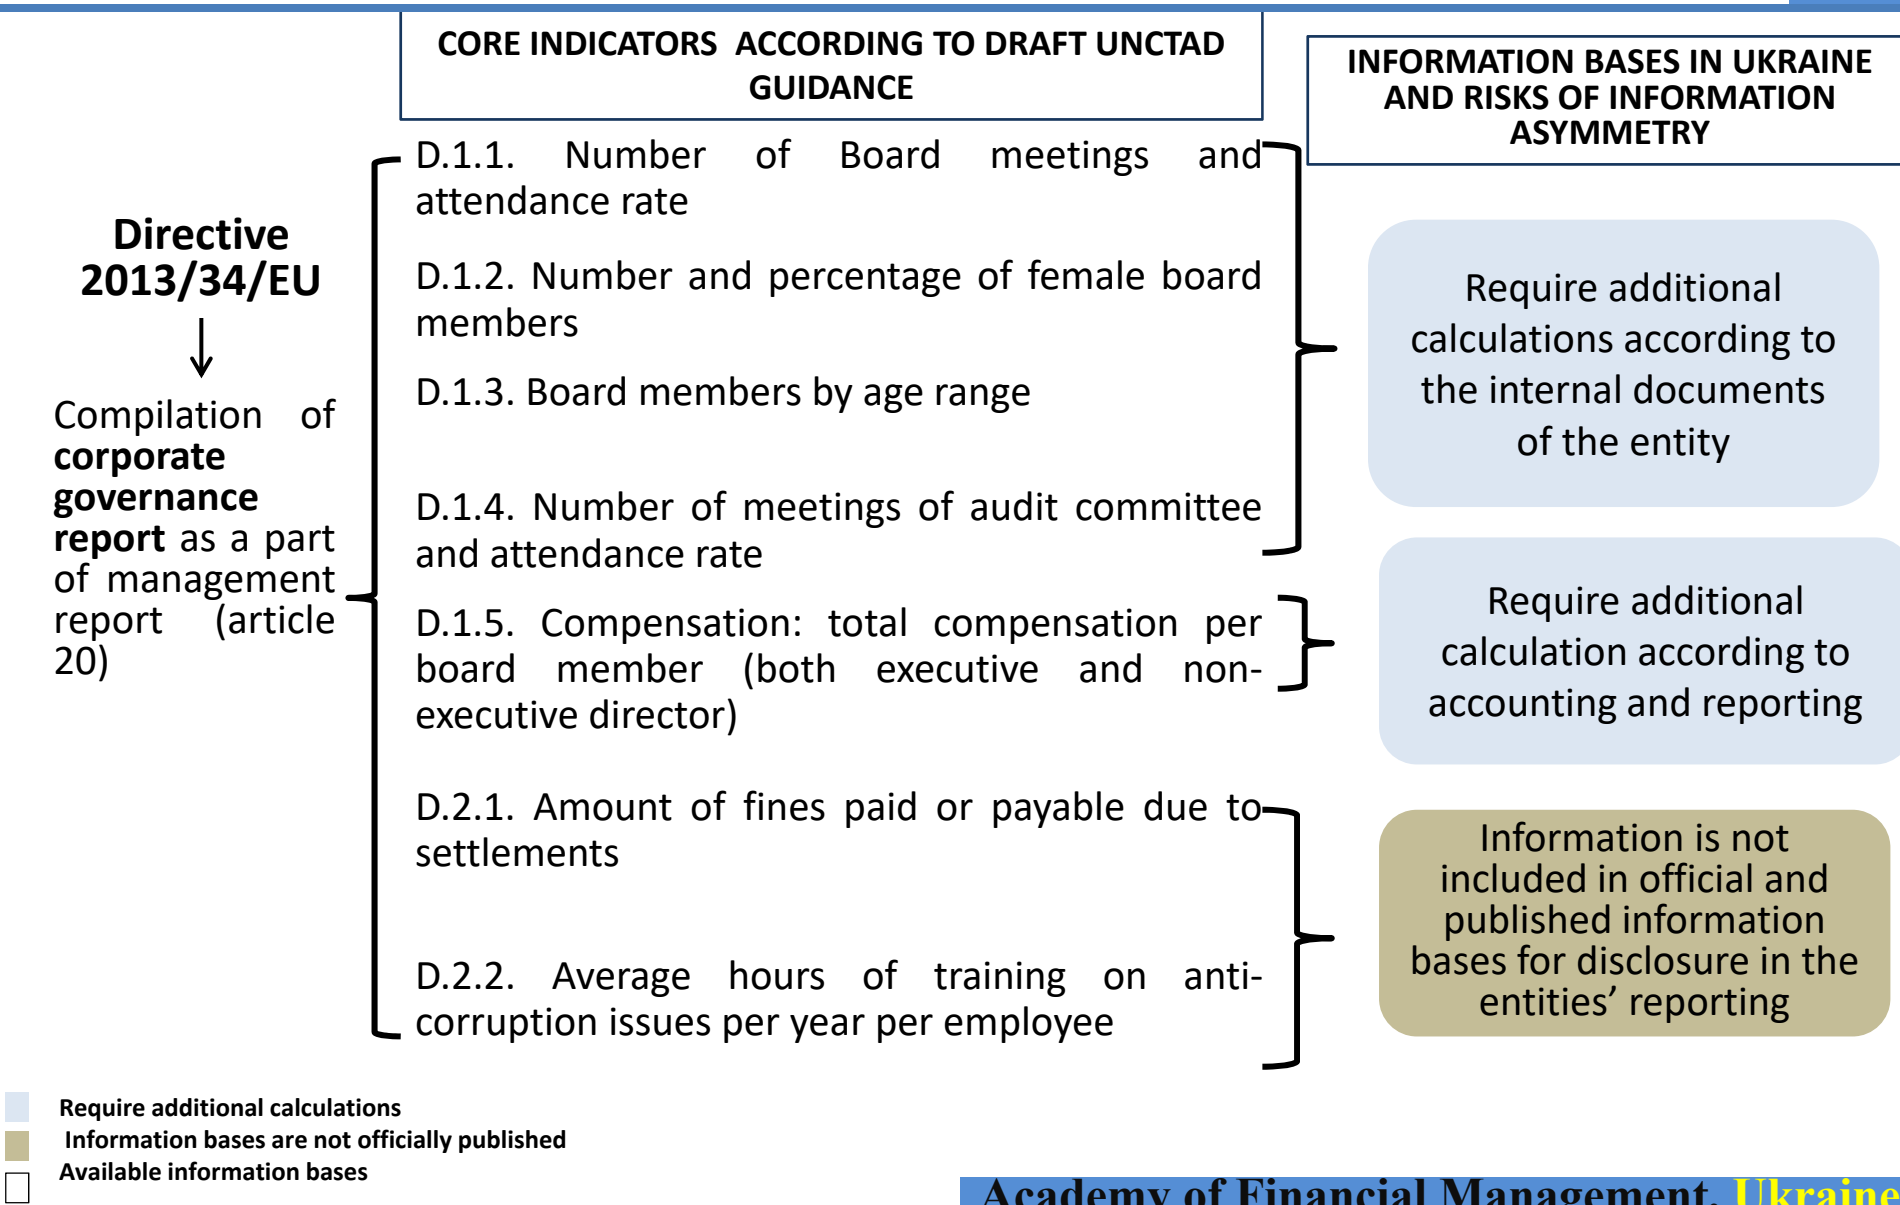 CORE INDICATORS ACCORDING TO DRAFT UNCTAD
GUIDANCE
INFORMATION BASES IN UKRAINE
AND RISKS OF INFORMATION
ASYMMETRY
Directive
2013/34/EU
Compilation of
corporate
governance
report as a part
of management
report (article
20)
D.1.1. Number of Board meetings and
attendance rate
D.1.2. Number and percentage of female board
members
D.1.3. Board members by age range
D.1.4. Number of meetings of audit committee
and attendance rate
D.1.5. Compensation: total compensation per
board member (both executive and non-
executive director)
D.2.1. Amount of fines paid or payable due to
settlements
D.2.2. Average hours of training on anti-
corruption issues per year per employee
Require additional
calculations according to
the internal documents
of the entity
Require additional
calculation according to
accounting and reporting
Information is not
included in official and
published information
bases for disclosure in the
entities’ reporting
Require additional calculations
Information bases are not officially published
Available information bases
Academy of Financial Management, Ukraine